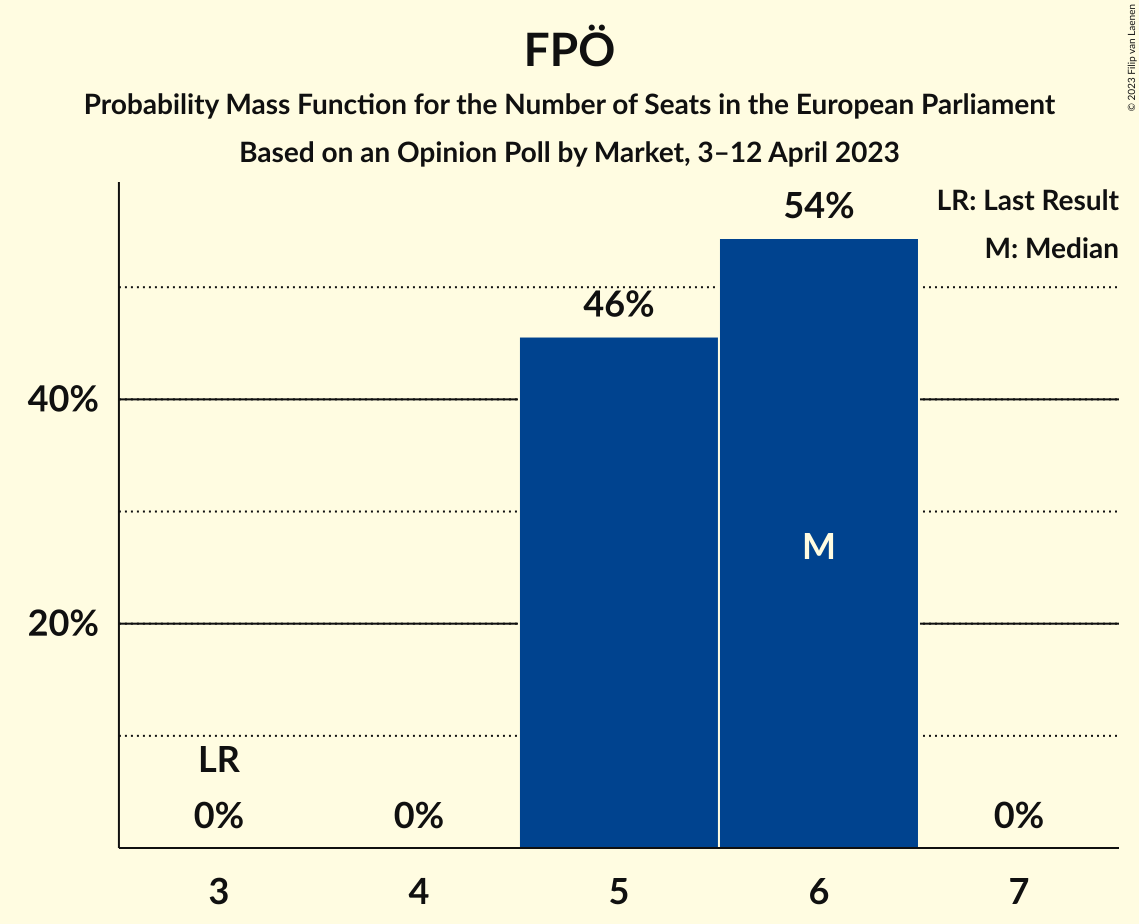 FPÖ
Probability Mass Function for the Number of Seats in the European Parliament
Based on an Opinion Poll by Market, 3–12 April 2023
© 2023 Filip van Laenen
LR: Last Result
M: Median
54%
46%
40%
M
20%
LR
0%
0%
0%
3
4
5
6
7